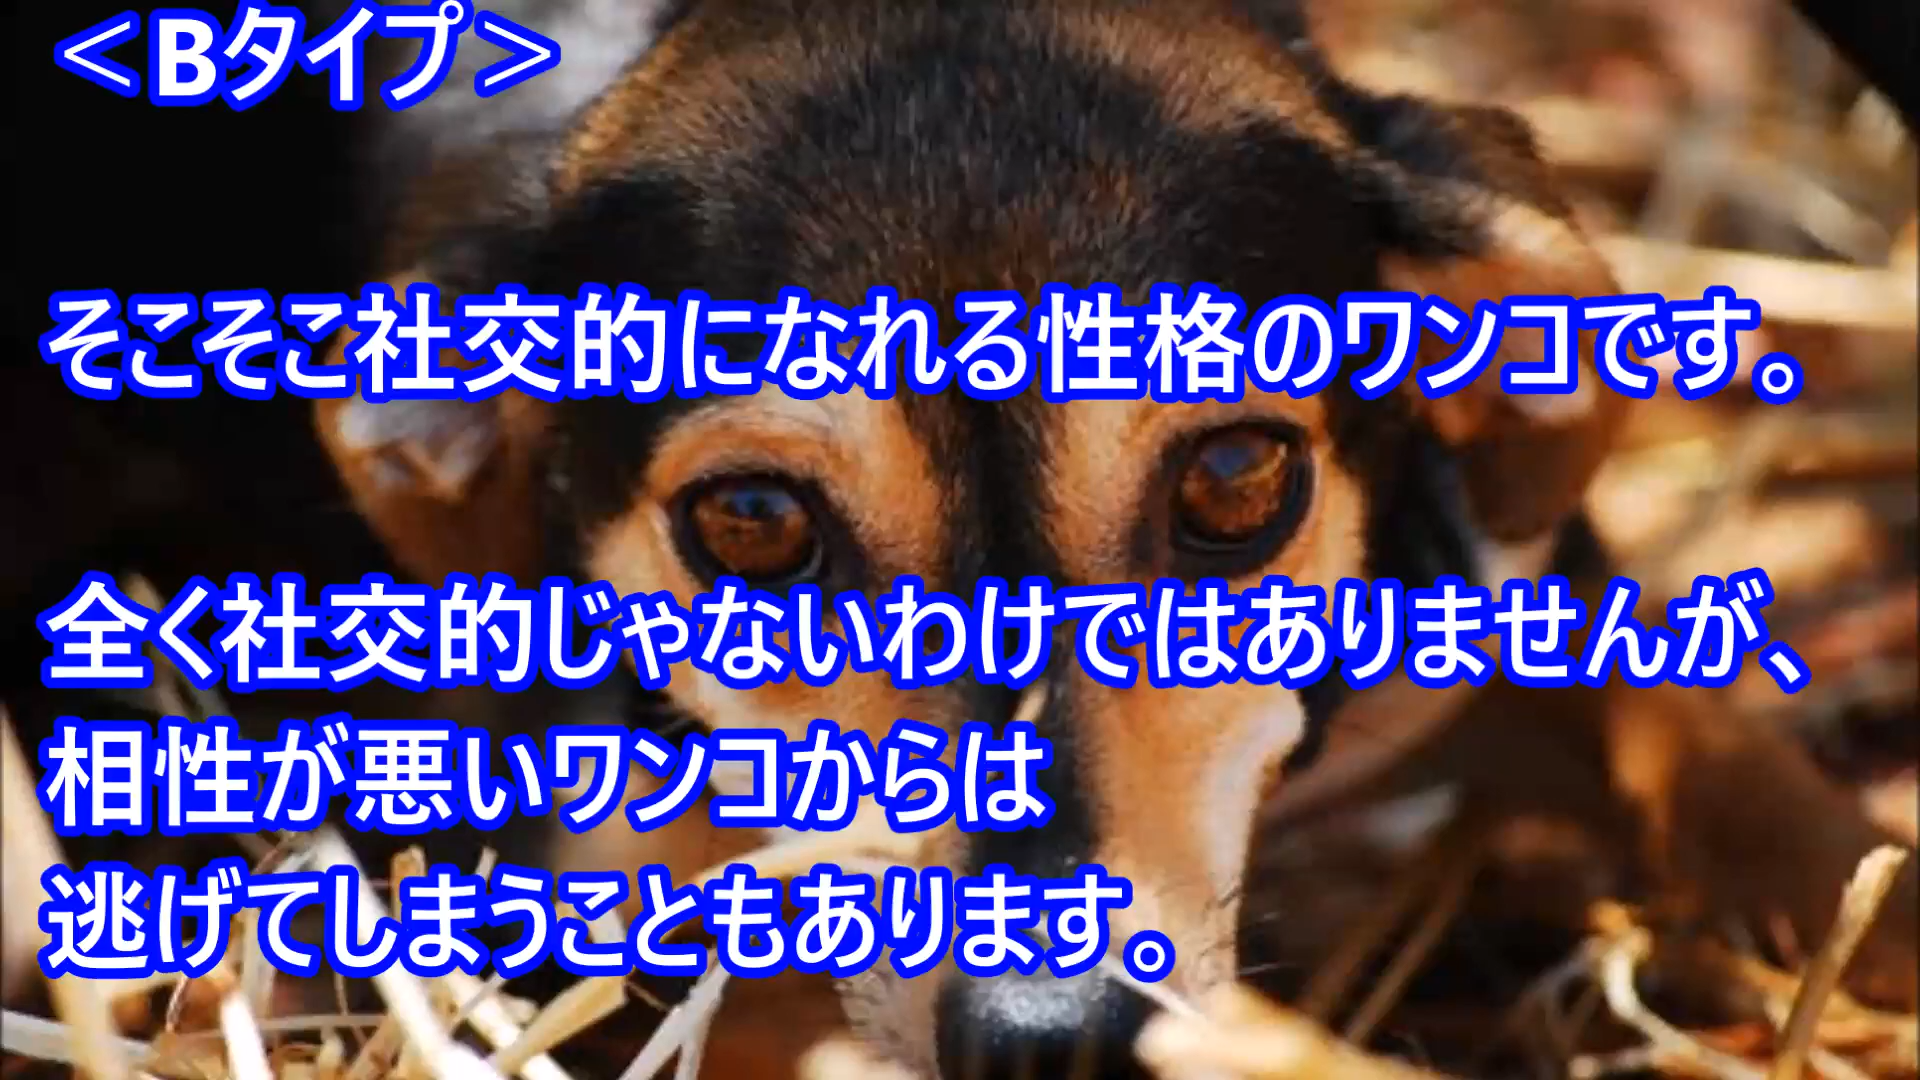 ＜Bタイプ＞
そこそこ社交的になれる性格のワンコです。
全く社交的じゃないわけではありませんが、
相性が悪いワンコからは
逃げてしまうこともあります。